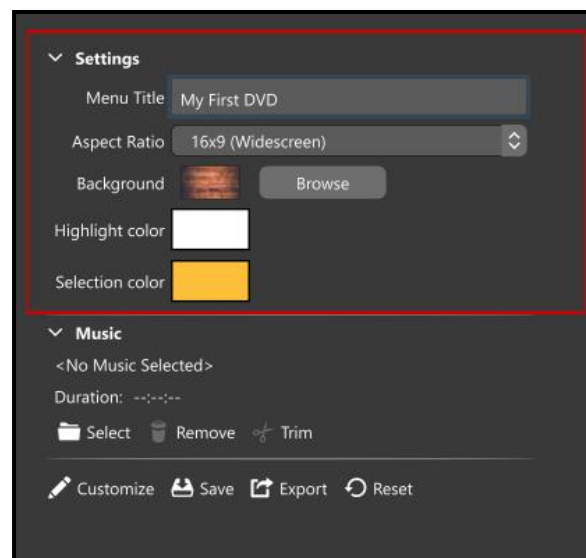 Settings
Menu Title My First DVD
Aspect Ratio 16x9 (Widescreen)
Background Browse
Highlight color
Selection color
Music
<No Music Selected>
Duration: --:--:--
Select Remove Trim
Customize Save Export Reset